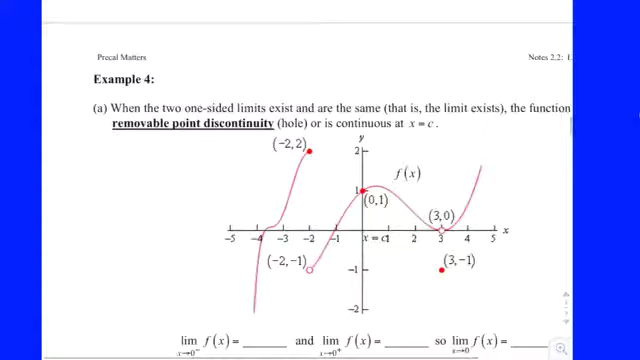 Precal Matters Notes 2.2:
Example 4:
(a) When the two one-sided limits exist and are the same (that is, the limit exists), the function
removable point discontinuity (hole) or is continuous at x = c .
y
(−2, 2)
2
f(x)
1
(0,1)
(3,0)
-5 -4 -3 -2 -1 x=c 1 2 3 4 5 x
(−2,−1)
-1
(3,−1)
-2
lim x→0⁻ f(x) = ______ and lim x→0⁺ f(x) = ______ so lim x→0 f(x) = ______